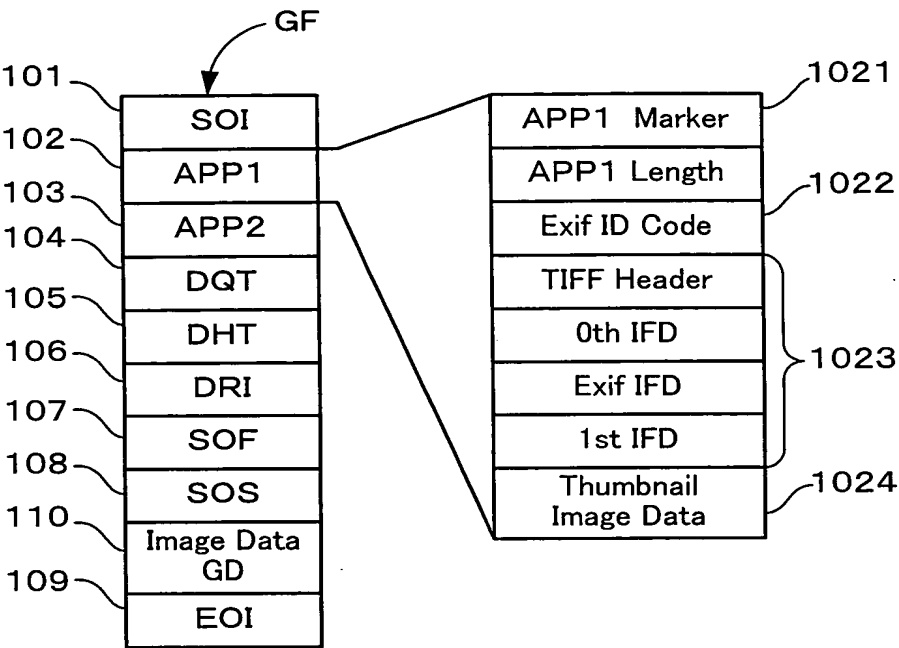 GF
101
SOI
102
APP1
103
APP2
104
DQT
105
DHT
106
DRI
107
SOF
108
SOS
110
Image Data
GD
109
EOI
1021
APP1 Marker
APP1 Length
1022
Exif ID Code
TIFF Header
0th IFD
Exif IFD
1st IFD
1023
Thumbnail
Image Data
1024